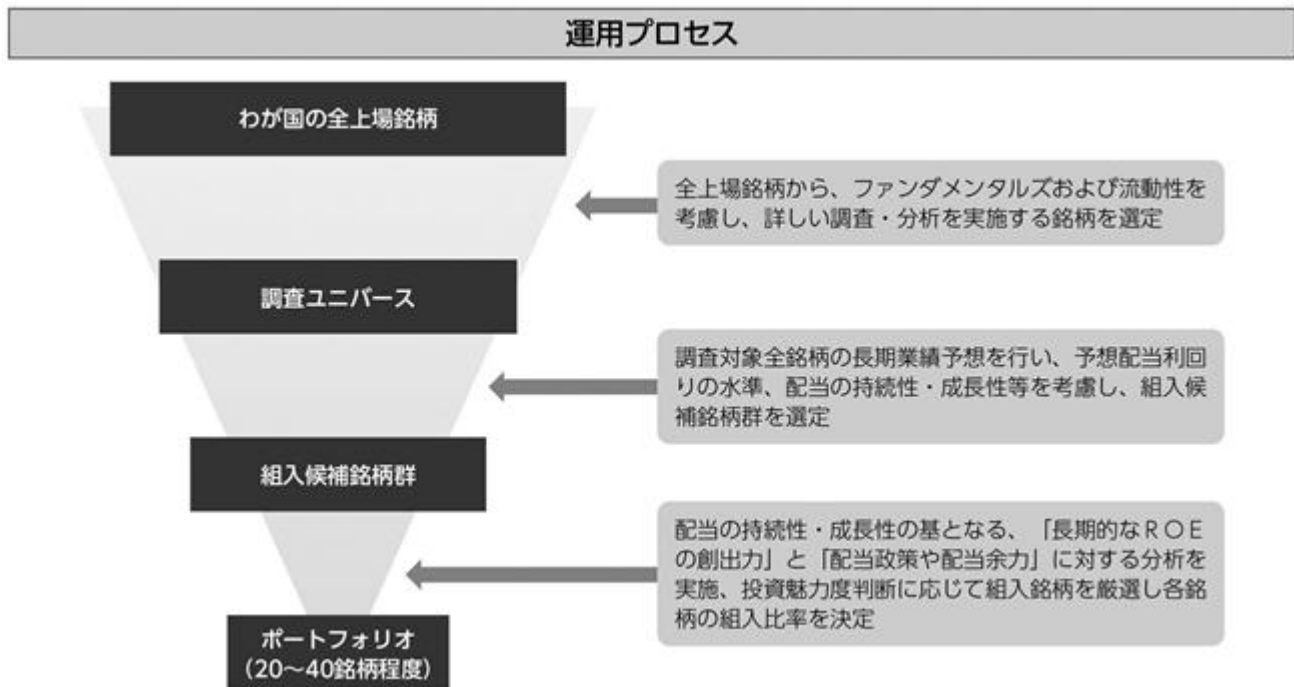 運用プロセス
わが国の全上場銘柄
全上場銘柄から、ファンダメンタルズおよび流動性を
考慮し、詳しい調査・分析を実施する銘柄を選定
調査ユニバース
調査対象全銘柄の長期業績予想を行い、予想配当利回
りの水準、配当の持続性・成長性等を考慮し、組入候
補銘柄群を選定
組入候補銘柄群
配当の持続性・成長性の基となる、「長期的なＲＯＥ
の創出力」と「配当政策や配当余力」に対する分析を
実施、投資魅力度判断に応じて組入銘柄を厳選し各銘
柄の組入比率を決定
ポートフォリオ
（20～40銘柄程度）